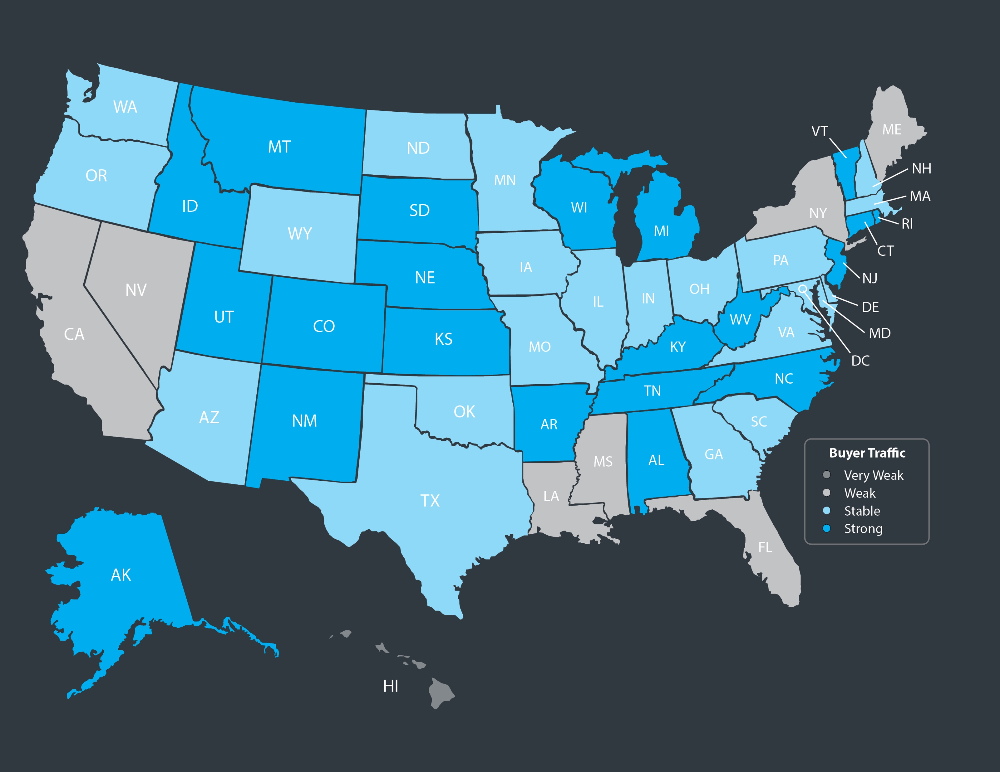 WA
VT
ME
MT
ND
OR
NH
MN
MA
ID
SD
WI
NY
RI
WY
MI
CT
PA
IA
NE
NJ
NV
OH
IN
IL
DE
UT
WV
CO
VA
CA
KS
MD
MO
KY
DC
NC
TN
OK
AZ
NM
SC
AR
GA
MS
AL
LA
TX
Buyer Traffic
Very Weak
Weak
Stable
Strong
FL
AK
HI